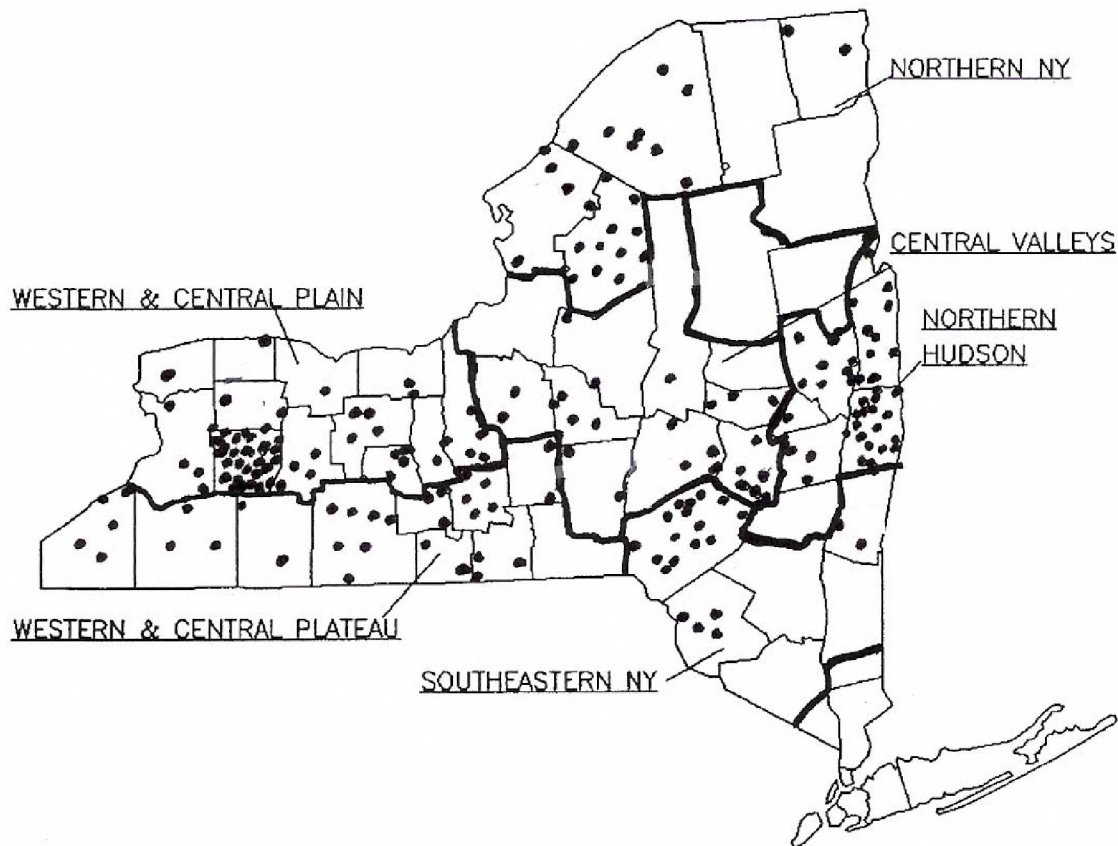 NORTHERN NY
CENTRAL VALLEYS
WESTERN & CENTRAL PLAIN
NORTHERN
HUDSON
WESTERN & CENTRAL PLATEAU
SOUTHEASTERN NY